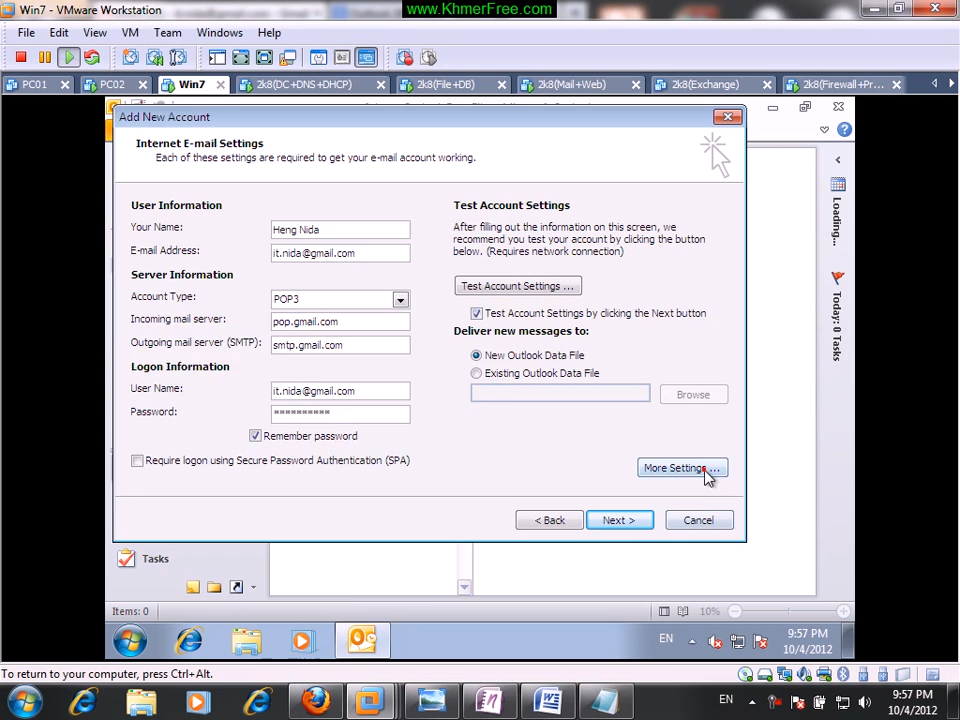 Win7 - VMware Workstation
www.KhmerFree.com
File Edit View VM Team Windows Help
PC01 PC02 Win7 2k8(DC+DNS+DHCP) 2k8(File+DB) 2k8(Mail+Web) 2k8(Exchange) 2k8(Firewall+Pr...
Add New Account
Internet E-mail Settings
Each of these settings are required to get your e-mail account working.
User Information
Your Name: Heng Nida
E-mail Address: it.nida@gmail.com
Server Information
Account Type: POP3
Incoming mail server: pop.gmail.com
Outgoing mail server (SMTP): smtp.gmail.com
Logon Information
User Name: it.nida@gmail.com
Password: **********
Remember password
Require logon using Secure Password Authentication (SPA)
Test Account Settings
After filling out the information on this screen, we
recommend you test your account by clicking the button
below. (Requires network connection)
Test Account Settings ...
Test Account Settings by clicking the Next button
Deliver new messages to:
New Outlook Data File
Existing Outlook Data File
Browse
More Settings ...
< Back Next > Cancel
Loading...
Today: 0 Tasks
Tasks
Items: 0
10%
EN
9:57 PM
10/4/2012
To return to your computer, press Ctrl+Alt.
EN
9:57 PM
10/4/2012